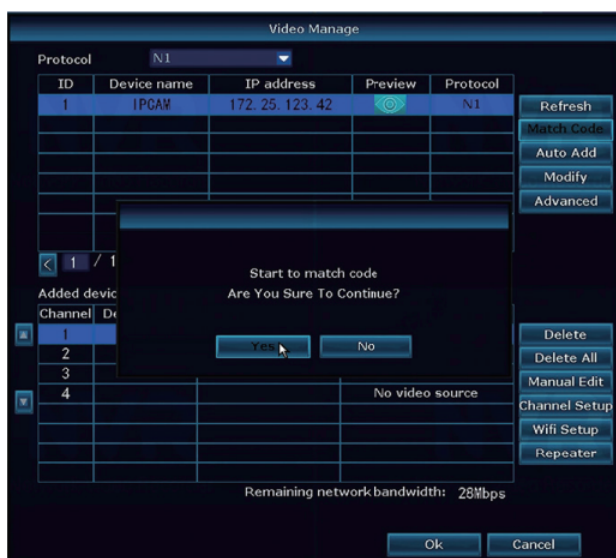 Video Manage
Protocol N1
ID Device name IP address Preview Protocol
1 IPCAM 172. 25. 123. 42 N1
Refresh
Match Code
Auto Add
Modify
Advanced
< 1 / 1
Start to match code
Are You Sure To Continue?
Yes No
Added devic
Channel De
1 Delete
2 Delete All
3 Manual Edit
4 No video source
Channel Setup
Wifi Setup
Repeater
Remaining network bandwidth: 28Mbps
Ok Cancel